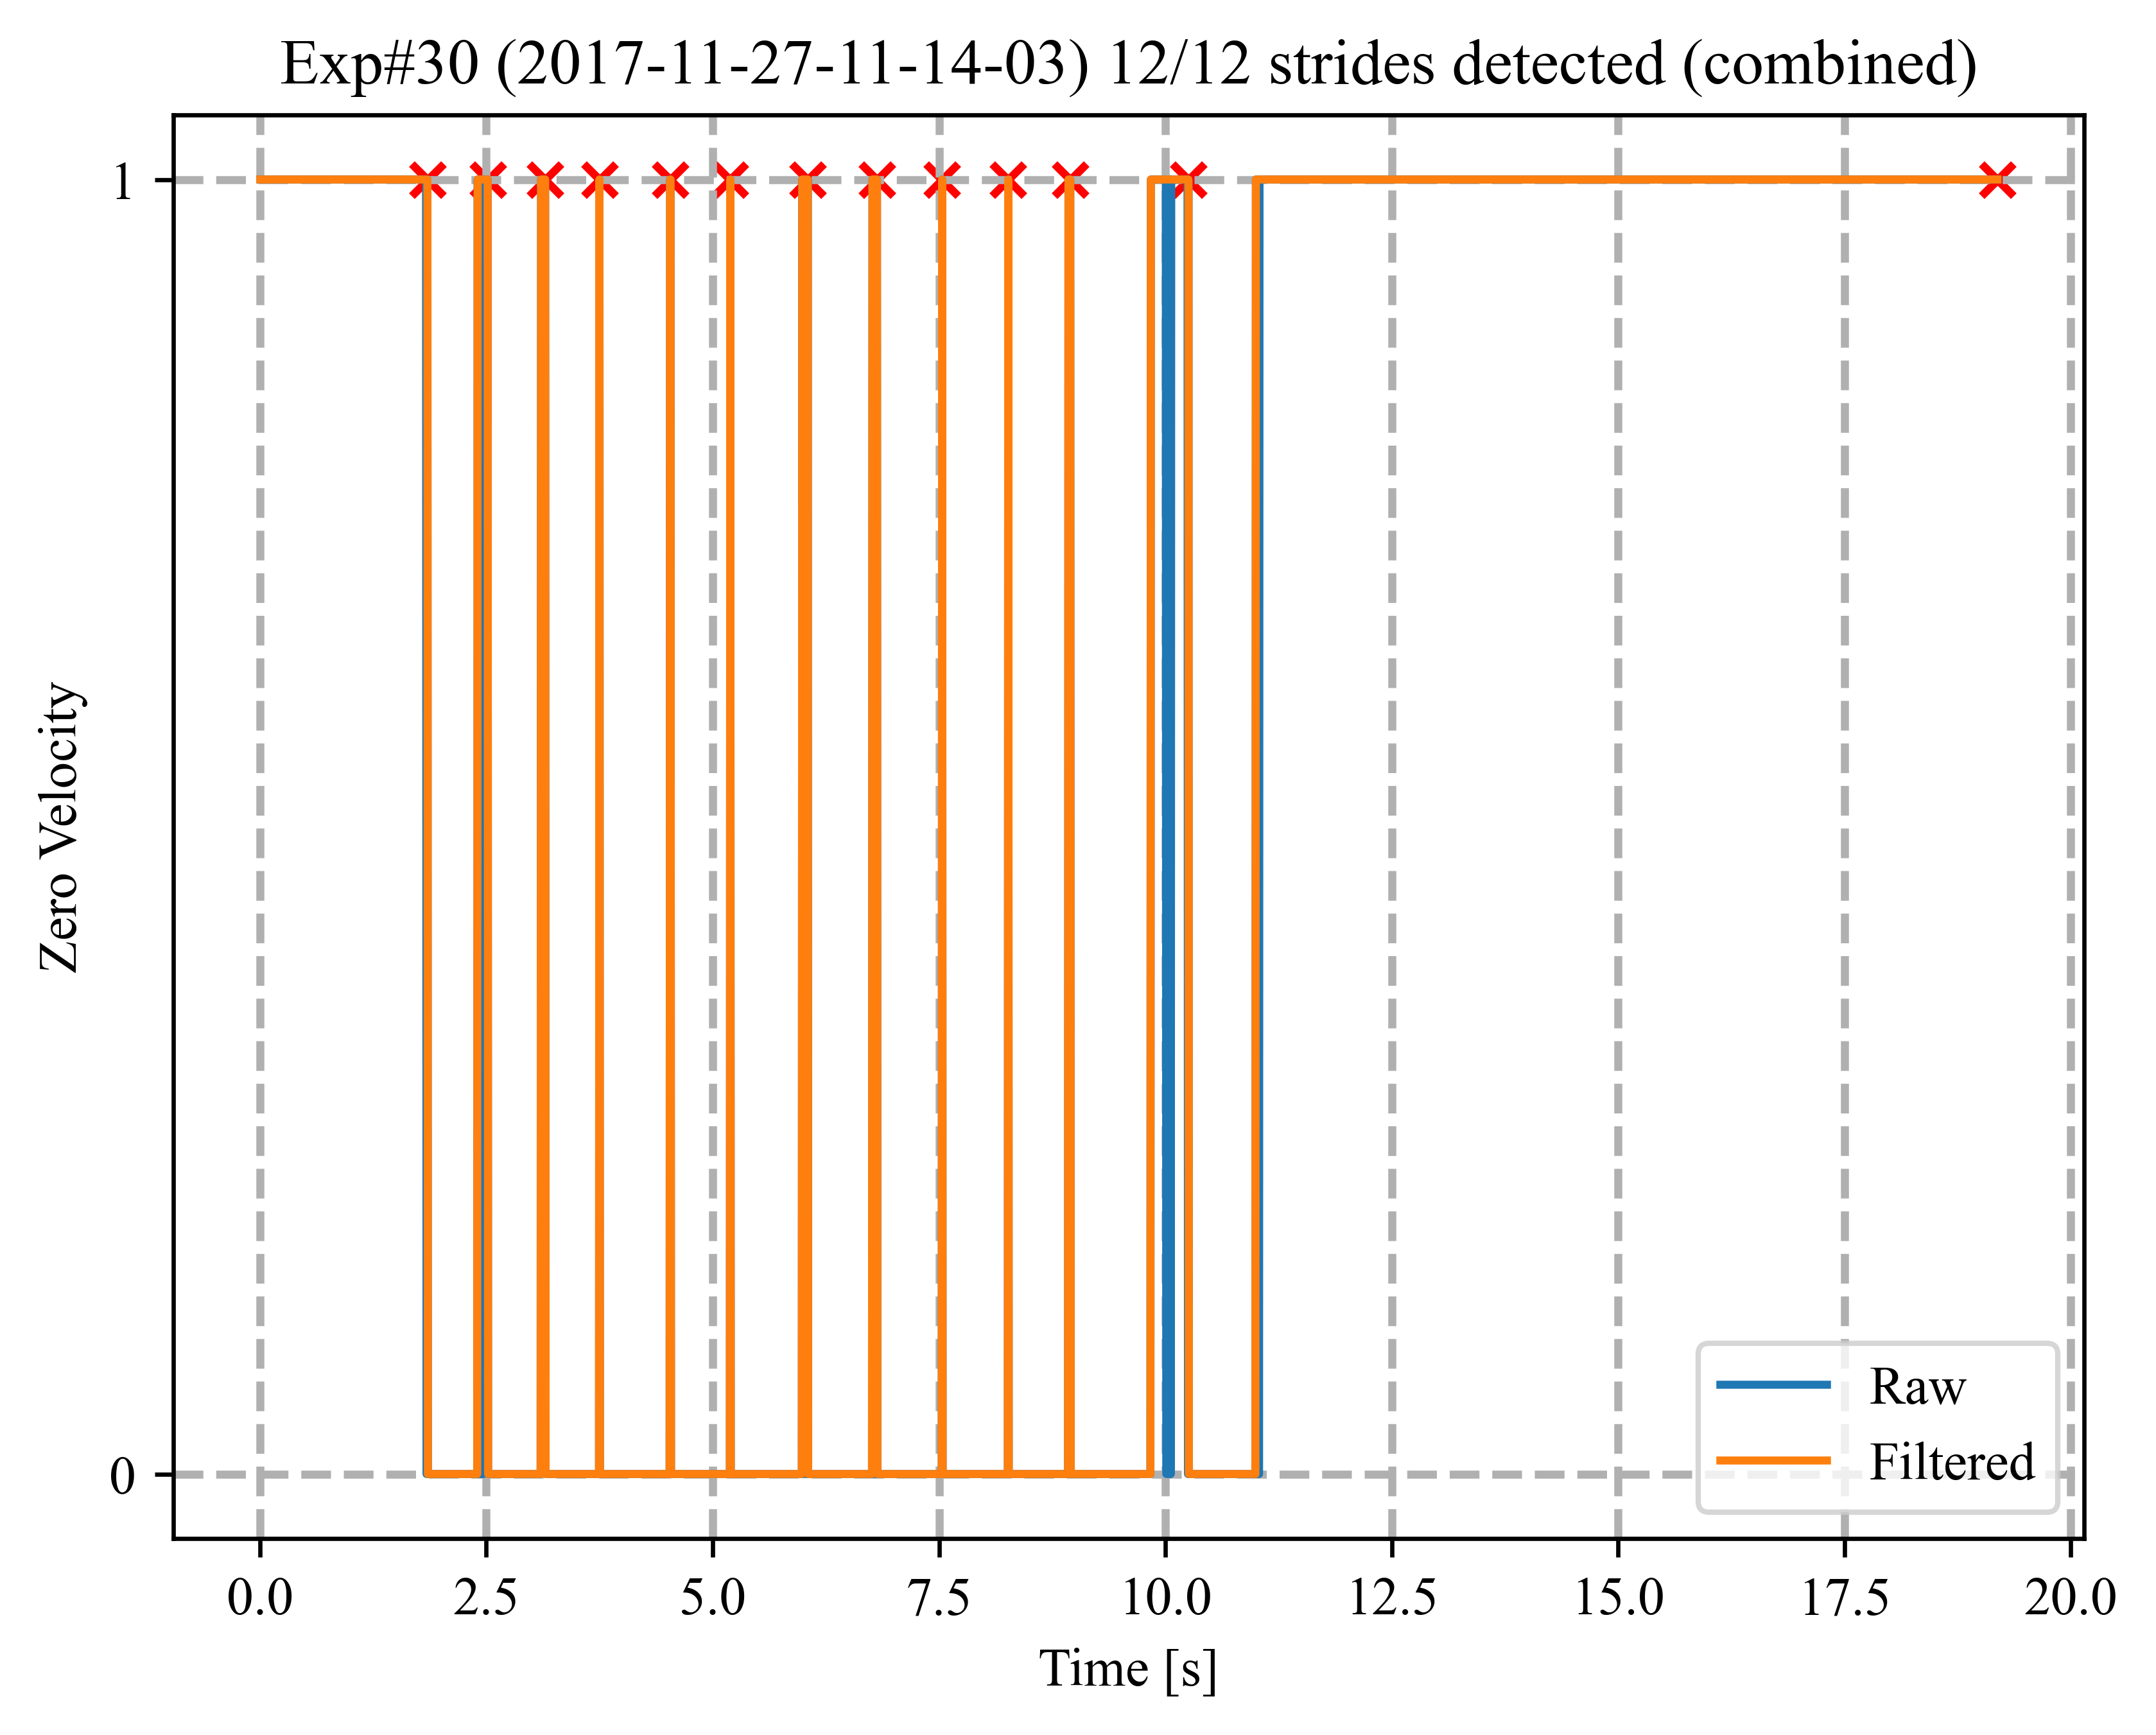 Exp#30 (2017-11-27-11-14-03) 12/12 strides detected (combined)
1
Zero Velocity
0
Raw
Filtered
0.0 2.5 5.0 7.5 10.0 12.5 15.0 17.5 20.0
Time [s]